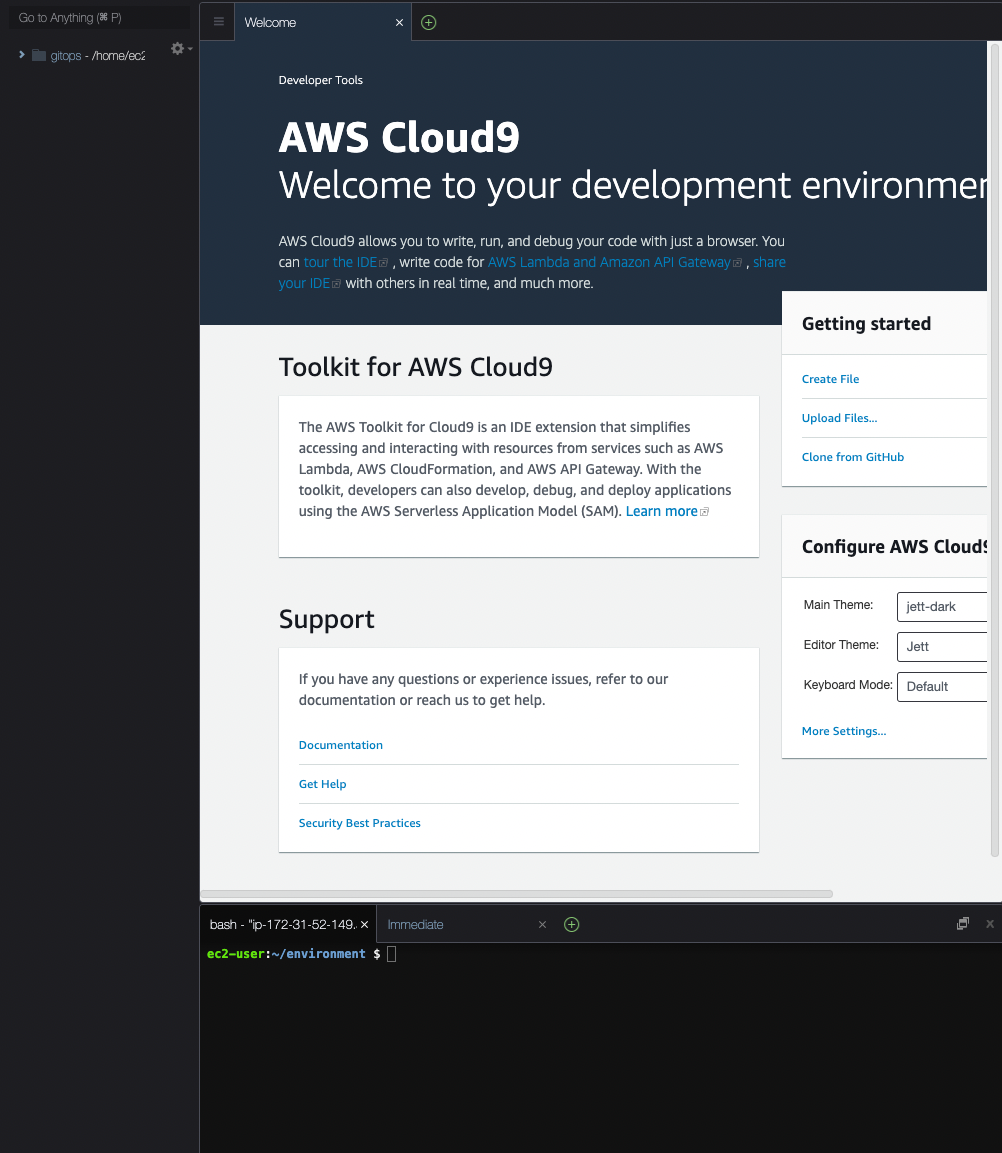 Go to Anything (⌘ P)
gitops - /home/ec2
Welcome
Developer Tools
AWS Cloud9
Welcome to your development environmen
AWS Cloud9 allows you to write, run, and debug your code with just a browser. You
can tour the IDE , write code for AWS Lambda and Amazon API Gateway , share
your IDE with others in real time, and much more.
Getting started
Create File
Upload Files...
Clone from GitHub
Toolkit for AWS Cloud9
The AWS Toolkit for Cloud9 is an IDE extension that simplifies
accessing and interacting with resources from services such as AWS
Lambda, AWS CloudFormation, and AWS API Gateway. With the
toolkit, developers can also develop, debug, and deploy applications
using the AWS Serverless Application Model (SAM). Learn more
Configure AWS Cloud9
Main Theme: jett-dark
Editor Theme: Jett
Keyboard Mode: Default
More Settings...
Support
If you have any questions or experience issues, refer to our
documentation or reach us to get help.
Documentation
Get Help
Security Best Practices
bash - "ip-172-31-52-149.
Immediate
ec2-user:~/environment $